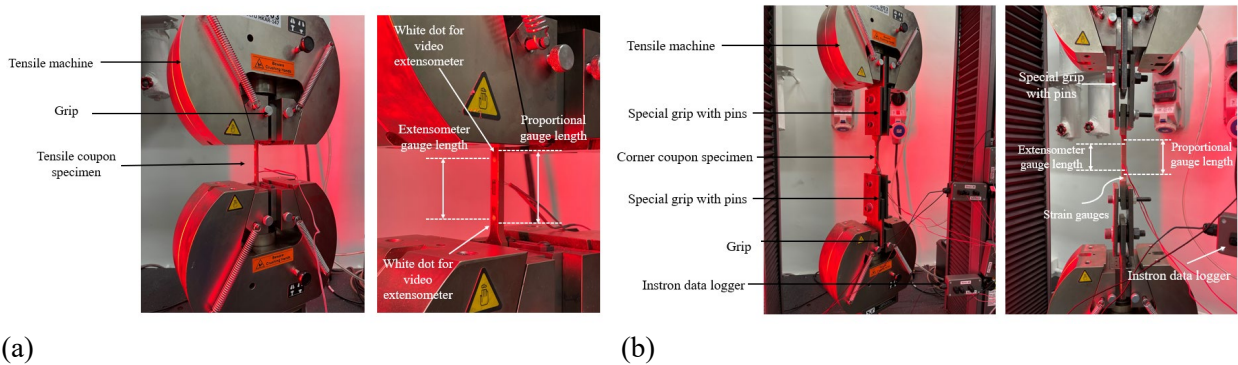 Tensile machine
Grip
Tensile coupon
specimen
White dot for
video
extensometer
Extensometer
gauge length
Proportional
gauge length
White dot for
video
extensometer
(a)
Tensile machine
Special grip with pins
Corner coupon specimen
Special grip with pins
Grip
Instron data logger
Special grip
with pins
Extensometer
gauge length
Proportional
gauge length
Strain gauges
Instron data logger
(b)